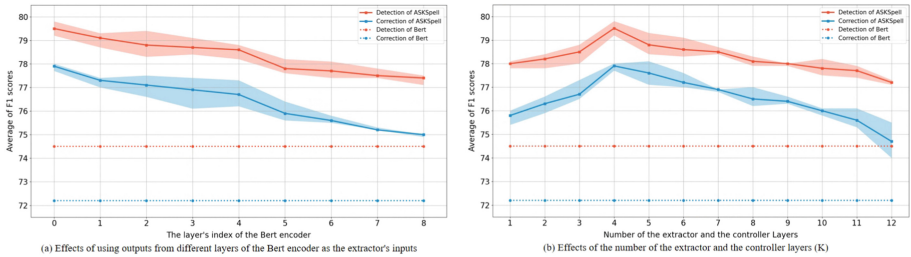 80
79
78
77
76
75
74
73
72
Average of F1 scores
Detection of ASKSpell
Correction of ASKSpell
Detection of Bert
Correction of Bert
0 1 2 3 4 5 6 7 8
The layer's index of the Bert encoder
(a) Effects of using outputs from different layers of the Bert encoder as the extractor's inputs
80
79
78
77
76
75
74
73
72
Average of F1 scores
Detection of ASKSpell
Correction of ASKSpell
Detection of Bert
Correction of Bert
1 2 3 4 5 6 7 8 9 10 11 12
Number of the extractor and the controller Layers
(b) Effects of the number of the extractor and the controller layers (K)